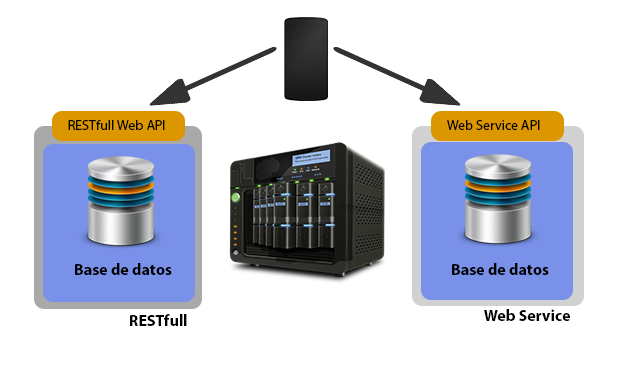 RESTfull Web API
Web Service API
Base de datos
Base de datos
RESTfull
Web Service